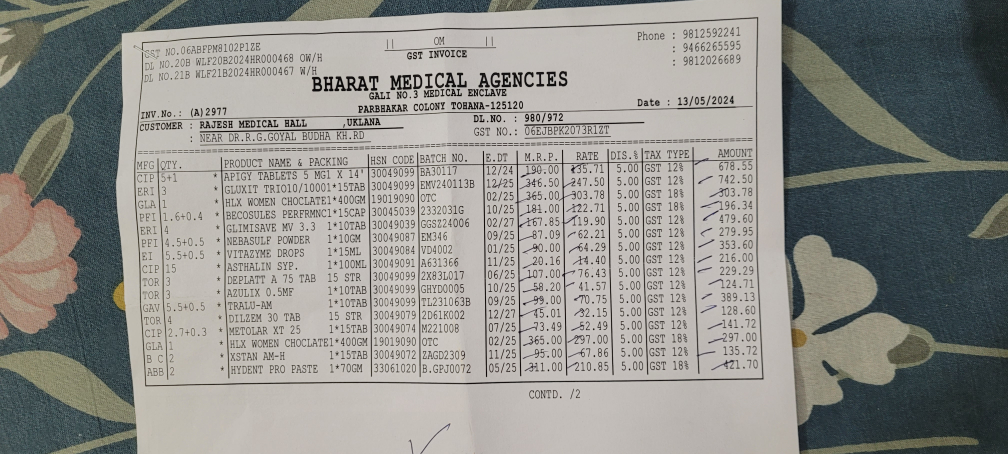 GST NO.06ABFPM8102P1ZE
DL NO.20B WLF20B2024HR000468 OW/H
DL NO.21B WLF21B2024HR000467 W/H
|| OM ||
GST INVOICE
Phone : 9812592241
: 9466265595
: 9812026689
BHARAT MEDICAL AGENCIES
GALI NO.3 MEDICAL ENCLAVE
PARBHAKAR COLONY TOHANA-125120
INV.No.: (A)2977
Date : 13/05/2024
CUSTOMER : RAJESH MEDICAL HALL ,UKLANA
DL.NO. : 980/972
: NEAR DR.R.G.GOYAL BUDHA KH.RD
GST NO.: 06EJBPK2073R1ZT
MFG QTY. PRODUCT NAME & PACKING HSN CODE BATCH NO. E.DT M.R.P. RATE DIS.% TAX TYPE AMOUNT
CIP 5+1 * APIGY TABLETS 5 MG1 X 14' 30049099 BA30117 12/24 190.00 135.71 5.00 GST 12% 678.55
ERI 3 * GLUXIT TRIO10/10001*15TAB 30049099 EMV240113B 12/25 346.50 247.50 5.00 GST 12% 742.50
GLA 1 * HLX WOMEN CHOCLATE1*400GM 19019090 OTC 02/25 365.00 303.78 5.00 GST 18% 303.78
PFI 1.6+0.4 * BECOSULES PERFRMNC1*15CAP 30045039 2332031G 10/25 181.00 122.71 5.00 GST 18% 196.34
ERI 4 * GLIMISAVE MV 3.3 1*10TAB 30049039 GGSZ24006 02/27 167.85 119.90 5.00 GST 12% 479.60
PFI 4.5+0.5 * NEBASULF POWDER 1*10GM 30049087 EM346 09/25 87.09 62.21 5.00 GST 12% 279.95
EI 5.5+0.5 * VITAZYME DROPS 1*15ML 30049084 VD4002 01/25 90.00 64.29 5.00 GST 12% 353.60
CIP 15 * ASTHALIN SYP. 1*100ML 30049091 A631366 11/25 20.16 14.40 5.00 GST 12% 216.00
TOR 3 * DEPLATT A 75 TAB 15 STR 30049099 2X83L017 06/25 107.00 76.43 5.00 GST 12% 229.29
TOR 3 * AZULIX 0.5MF 1*10TAB 30049099 GHYD0005 10/25 58.20 41.57 5.00 GST 12% 124.71
GAV 5.5+0.5 * TRALU-AM 1*10TAB 30049099 TL231063B 09/25 99.00 70.75 5.00 GST 12% 389.13
TOR 4 * DILZEM 30 TAB 15 STR 30049079 2D61K002 12/27 45.01 32.15 5.00 GST 12% 128.60
CIP 2.7+0.3 * METOLAR XT 25 1*15TAB 30049074 M221008 07/25 73.49 52.49 5.00 GST 12% 141.72
GLA 1 * HLX WOMEN CHOCLATE1*400GM 19019090 OTC 02/25 365.00 297.00 5.00 GST 18% 297.00
B C 2 * XSTAN AM-H 1*15TAB 30049072 ZAGD2309 11/25 95.00 67.86 5.00 GST 12% 135.72
ABB 2 * HYDENT PRO PASTE 1*70GM 33061020 B.GPJ0072 05/25 311.00 210.85 5.00 GST 18% 421.70
CONTD. /2